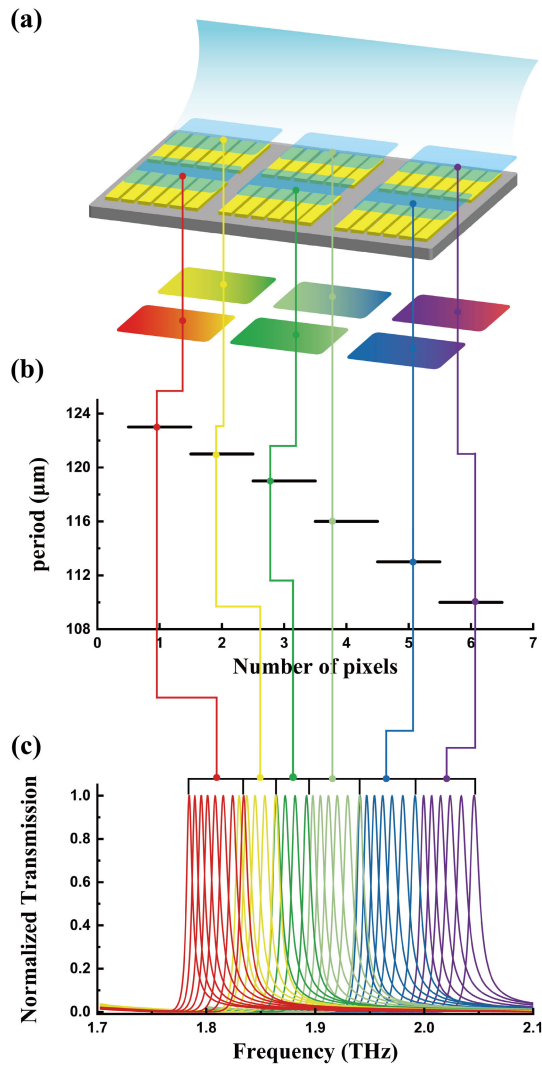 (a)
(b)
124
120
116
112
108
period (μm)
0 1 2 3 4 5 6 7
Number of pixels
(c)
1.0
0.8
0.6
0.4
0.2
0.0
Normalized Transmission
1.7 1.8 1.9 2.0 2.1
Frequency (THz)